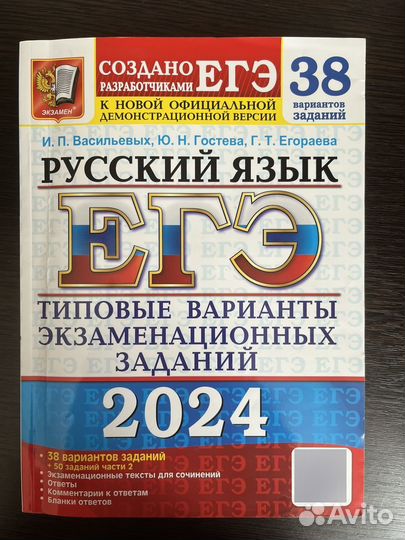 СОЗДАНО
РАЗРАБОТЧИКАМИ ЕГЭ
К НОВОЙ ОФИЦИАЛЬНОЙ
ДЕМОНСТРАЦИОННОЙ ВЕРСИИ
38
вариантов
заданий
ЭКЗАМЕН
И. П. Васильевых, Ю. Н. Гостева, Г. Т. Егораева
РУССКИЙ ЯЗЫК
ЕГЭ
ТИПОВЫЕ ВАРИАНТЫ
ЭКЗАМЕНАЦИОННЫХ
ЗАДАНИЙ
2024
• 38 вариантов заданий
+ 50 заданий части 2
• Экзаменационные тексты для сочинений
• Ответы
• Комментарии к ответам
• Бланки ответов
Avito